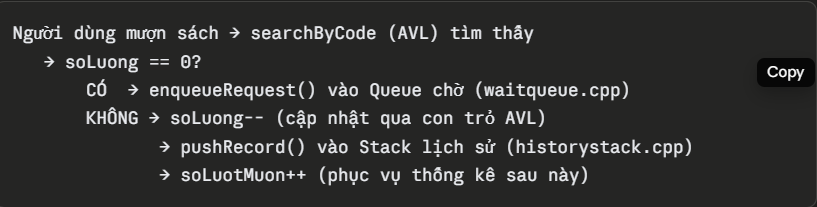 Người dùng mượn sách → searchByCode (AVL) tìm thấy
→ soLuong == 0?
Copy
CÓ → enqueueRequest() vào Queue chờ (waitqueue.cpp)
KHÔNG → soLuong-- (cập nhật qua con trỏ AVL)
→ pushRecord() vào Stack lịch sử (historystack.cpp)
→ soLuotMuon++ (phục vụ thống kê sau này)